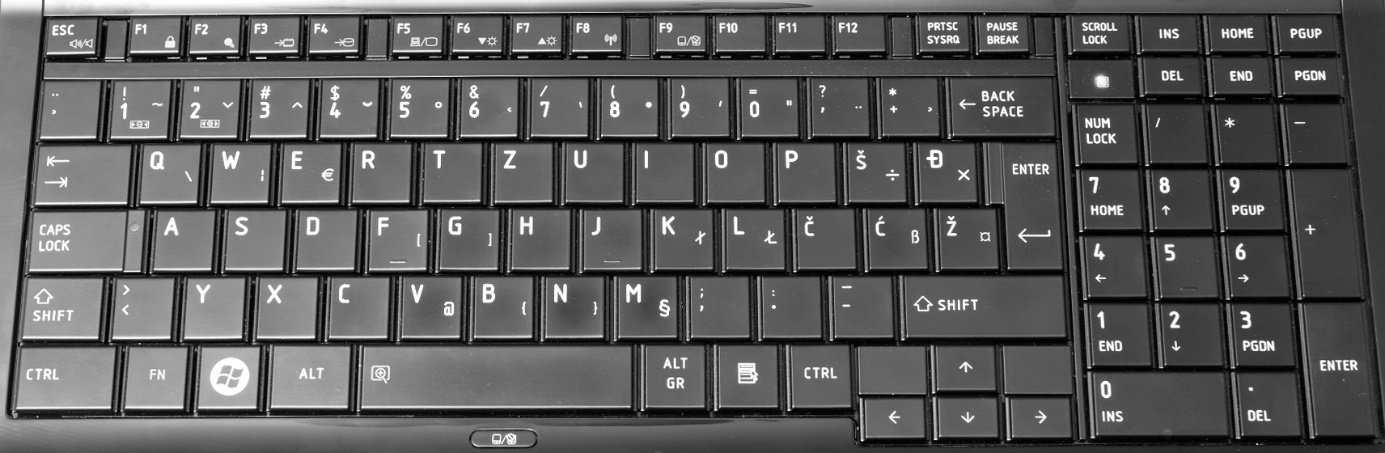 ESC F1 F2 F3 F4 F5 F6 F7 F8 F9 F10 F11 F12 PRTSC SYSRQ PAUSE BREAK SCROLL LOCK INS HOME PGUP
DEL END PGDN
! ~ " ˇ # ^ $ ˘ % ° & ˛ / ` ( • ) ′ = " ? ¨ * ¸
1 2 3 4 5 6 7 8 9 0 ' + ← BACK SPACE NUM LOCK / * −
Q \ W ¦ E € R T Z U I O P Š ÷ Đ × ENTER 7 HOME 8 ↑ 9 PGUP +
CAPS LOCK A S D F [ G ] H J K ł L Ł Č Ć ß Ž ¤ 4 ← 5 6 →
SHIFT > < Y X C V @ B { N } M § ; , : . _ - SHIFT 1 END 2 ↓ 3 PGDN ENTER
CTRL FN ALT ALT GR CTRL ↑ 0 INS . DEL
← ↓ →